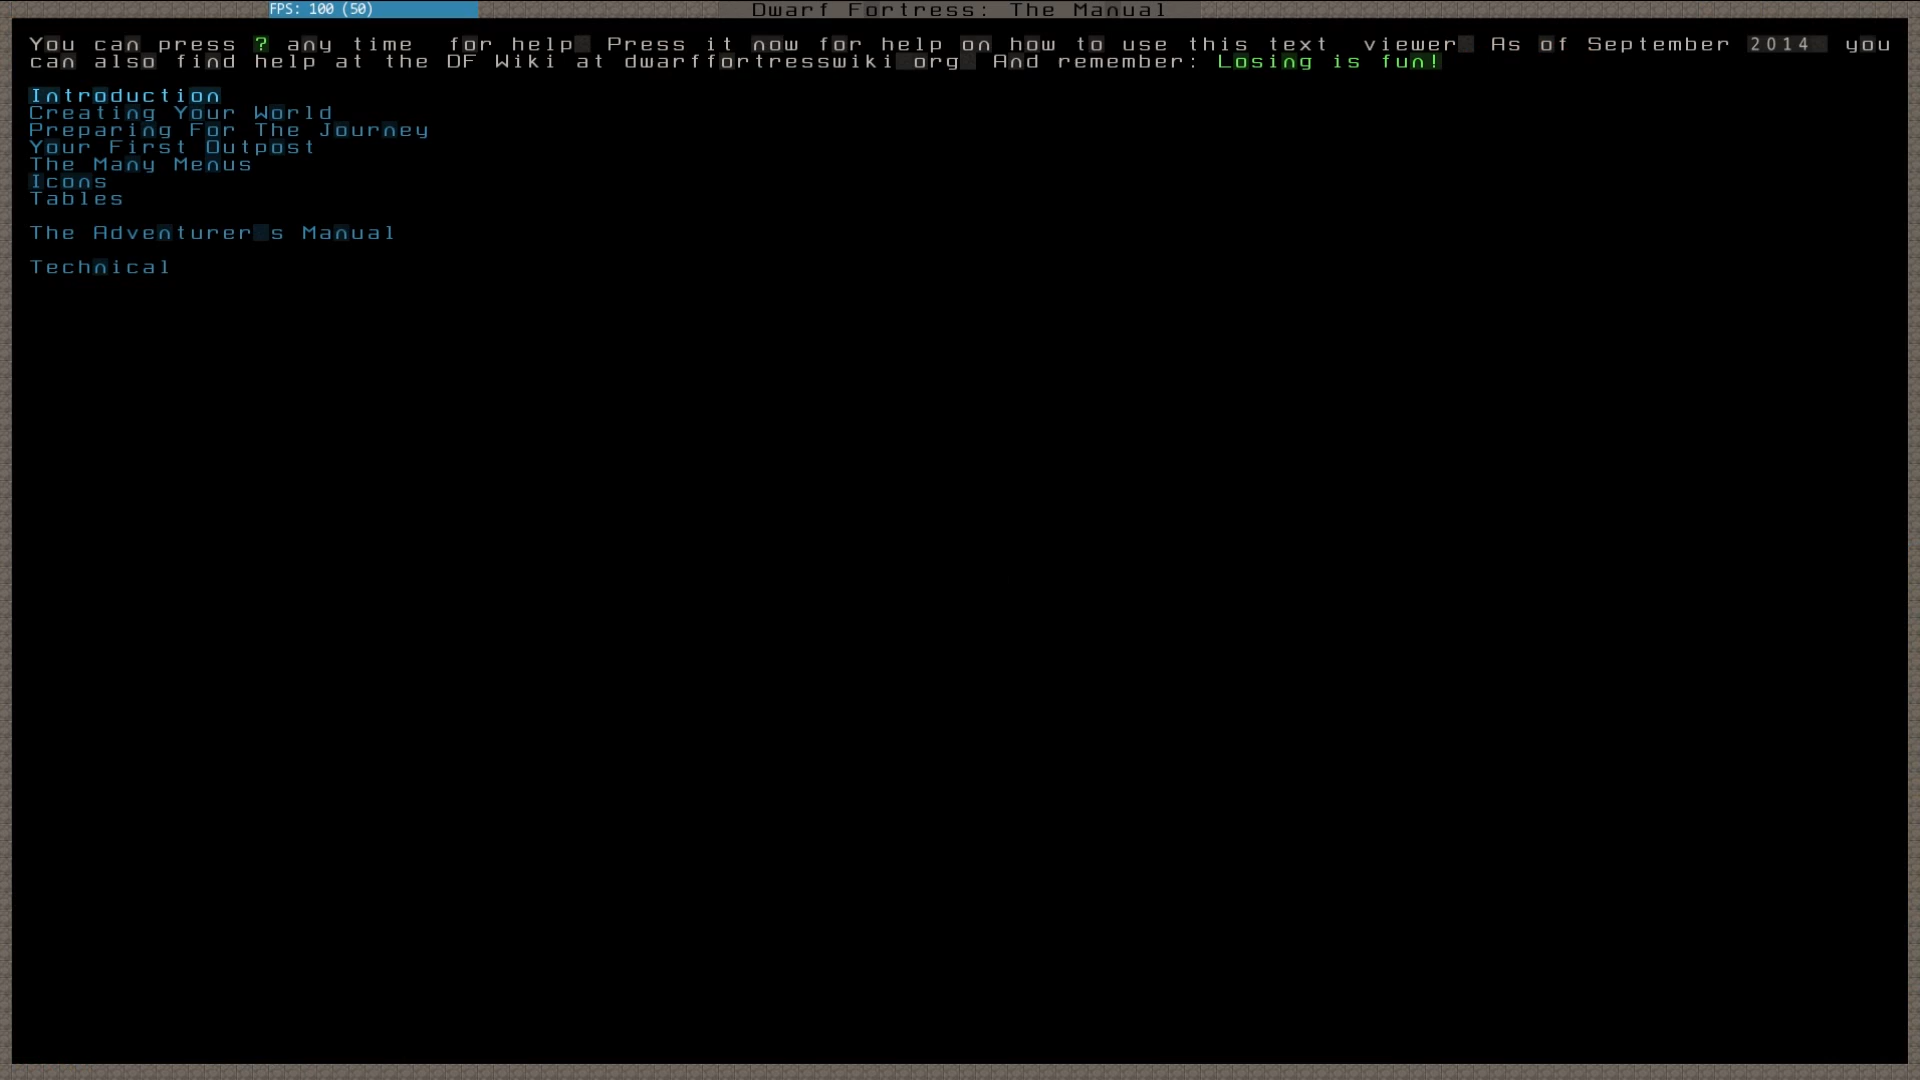 FPS: 100 (50)
Dwarf Fortress: The Manual
You can press ? any time for help Press it now for help on how to use this text viewer As of September 2014 you
can also find help at the DF Wiki at dwarffortresswiki org And remember: Losing is fun!
Introduction
Creating Your World
Preparing For The Journey
Your First Outpost
The Many Menus
Icons
Tables
The Adventurer s Manual
Technical